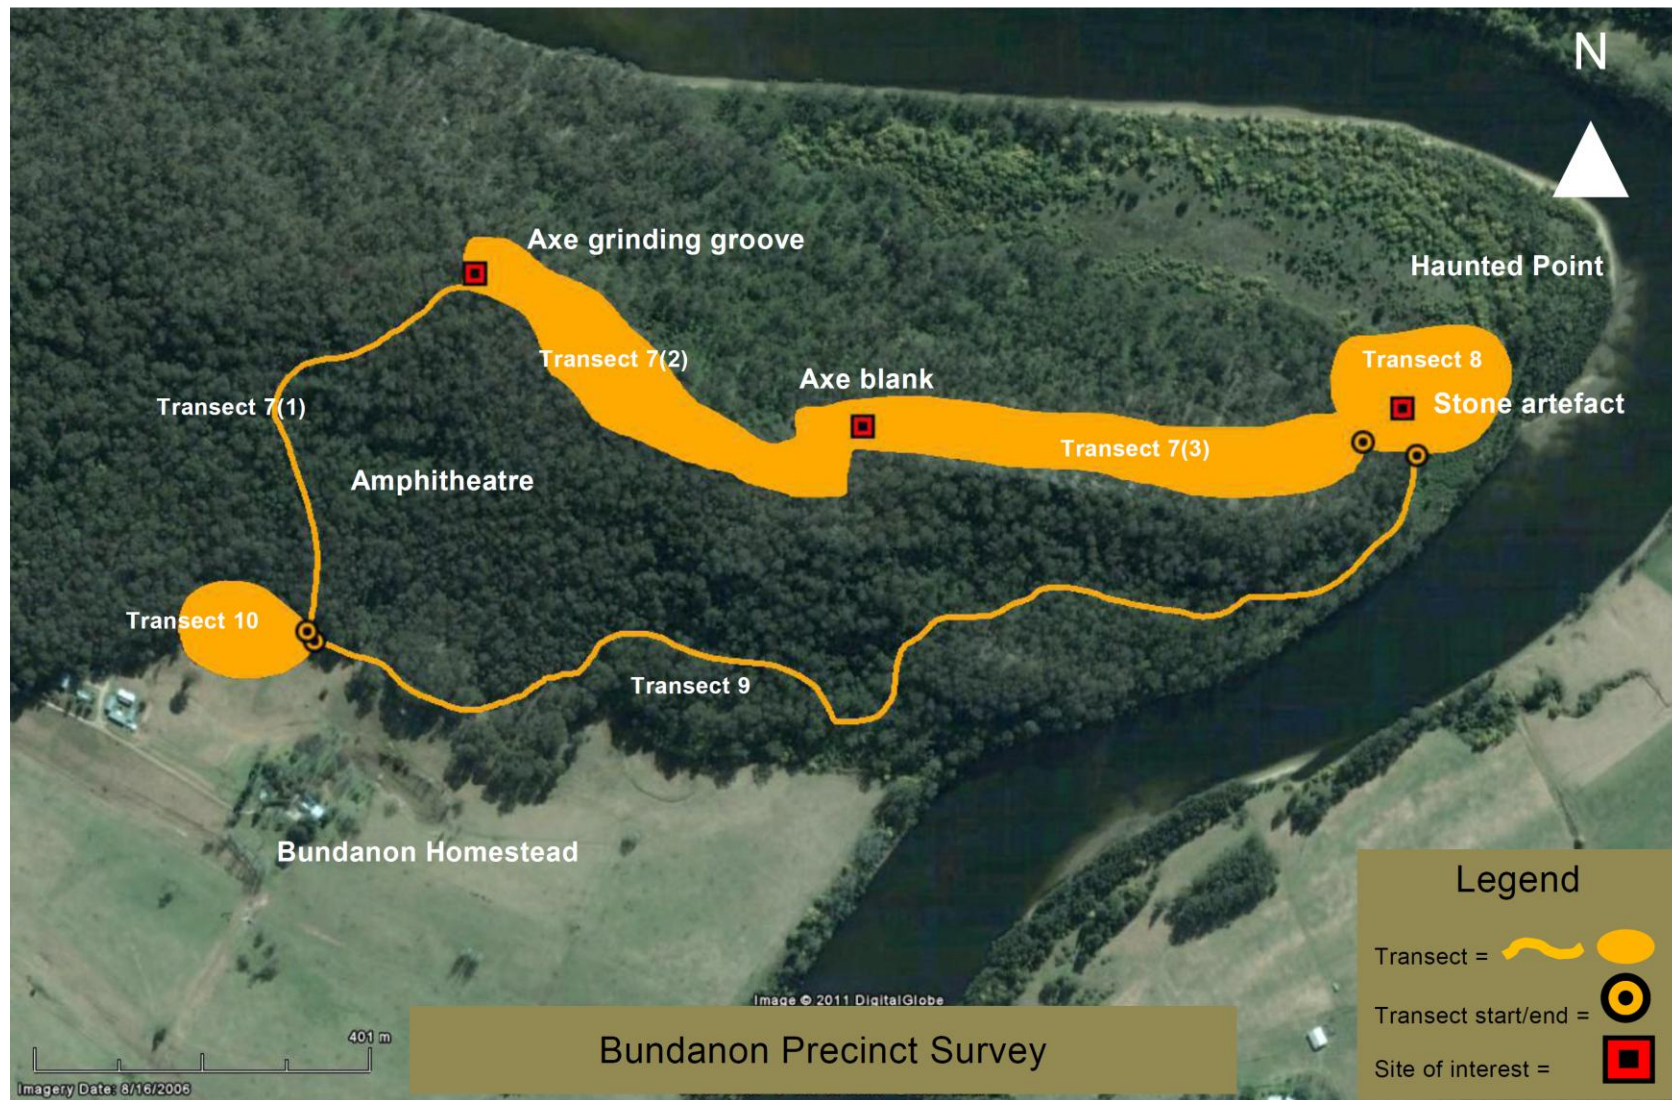 N
Axe grinding groove
Haunted Point
Transect 7(2)
Transect 8
Axe blank
Stone artefact
Transect 7(1)
Transect 7(3)
Amphitheatre
Transect 10
Transect 9
Bundanon Homestead
Legend
Transect =
Transect start/end =
Site of interest =
Image © 2011 DigitalGlobe
Bundanon Precinct Survey
401 m
Imagery Date: 8/16/2006